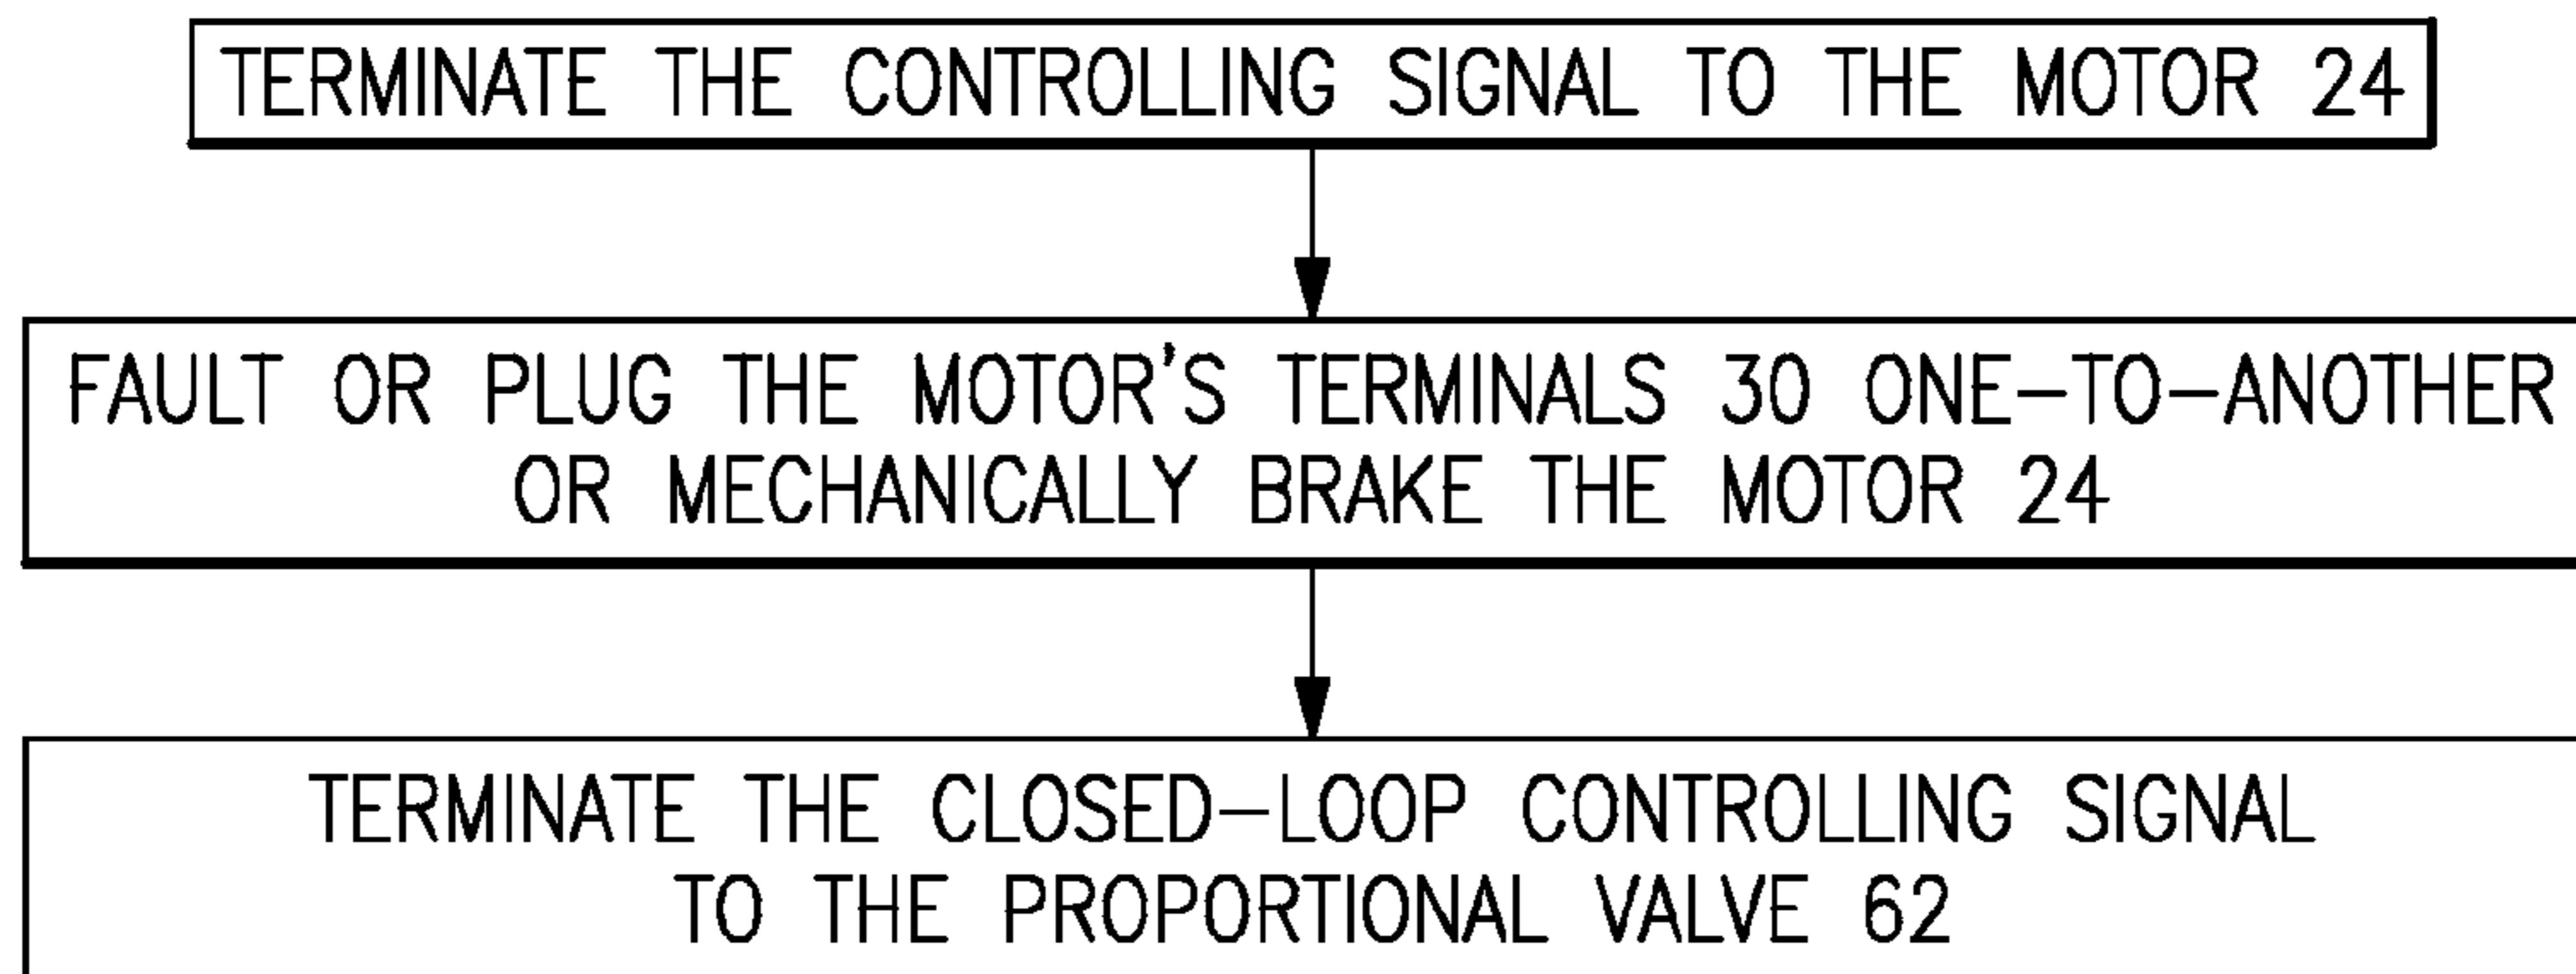 TERMINATE THE CONTROLLING SIGNAL TO THE MOTOR 24
FAULT OR PLUG THE MOTOR'S TERMINALS 30 ONE-TO-ANOTHER
OR MECHANICALLY BRAKE THE MOTOR 24
TERMINATE THE CLOSED-LOOP CONTROLLING SIGNAL
TO THE PROPORTIONAL VALVE 62